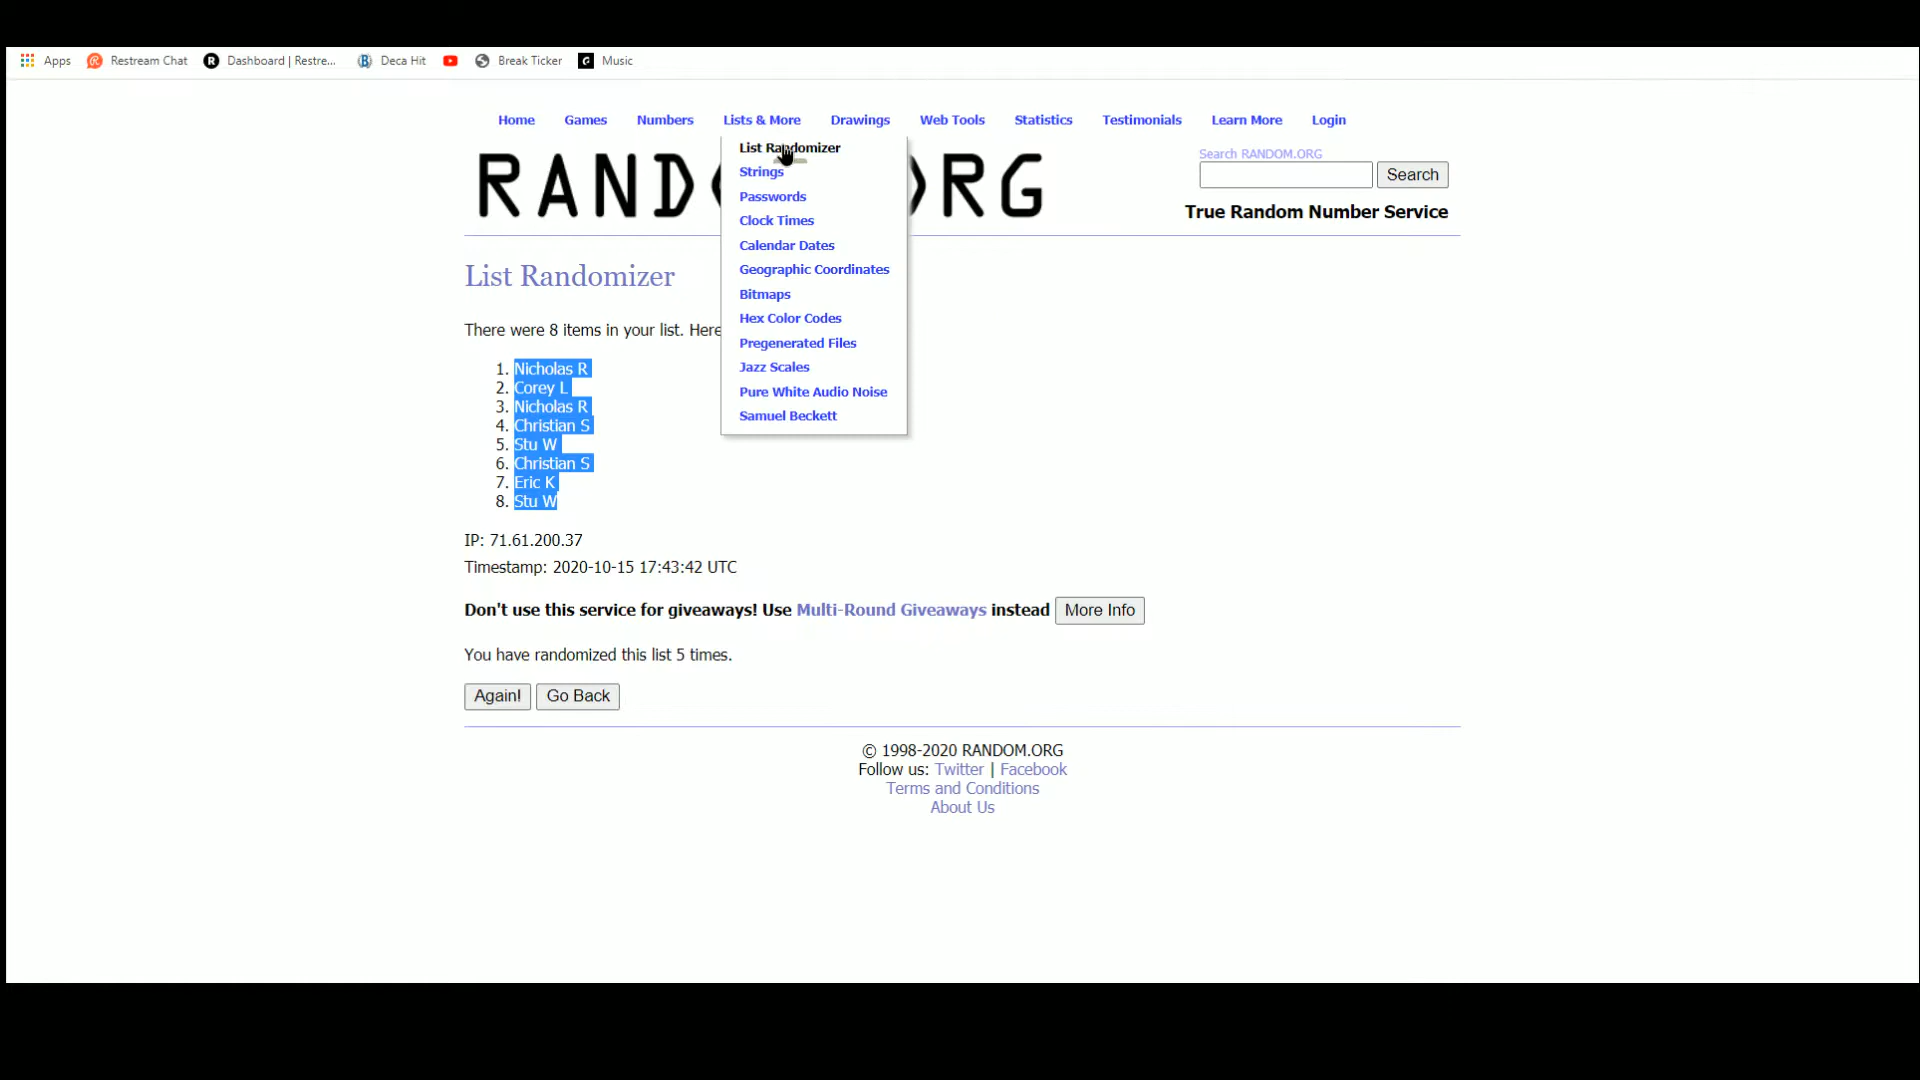 Apps Restream Chat Dashboard | Restre... Deca Hit Break Ticker Music
Home Games Numbers Lists & More Drawings Web Tools Statistics Testimonials Learn More Login
List Randomizer
Strings
Passwords
Clock Times
Calendar Dates
Geographic Coordinates
Bitmaps
Hex Color Codes
Pregenerated Files
Jazz Scales
Pure White Audio Noise
Samuel Beckett
Search RANDOM.ORG
Search
True Random Number Service
List Randomizer
There were 8 items in your list. Here
1. Nicholas R
2. Corey L
3. Nicholas R
4. Christian S
5. Stu W
6. Christian S
7. Eric K
8. Stu W
IP: 71.61.200.37
Timestamp: 2020-10-15 17:43:42 UTC
Don't use this service for giveaways! Use Multi-Round Giveaways instead More Info
You have randomized this list 5 times.
Again! Go Back
© 1998-2020 RANDOM.ORG
Follow us: Twitter | Facebook
Terms and Conditions
About Us